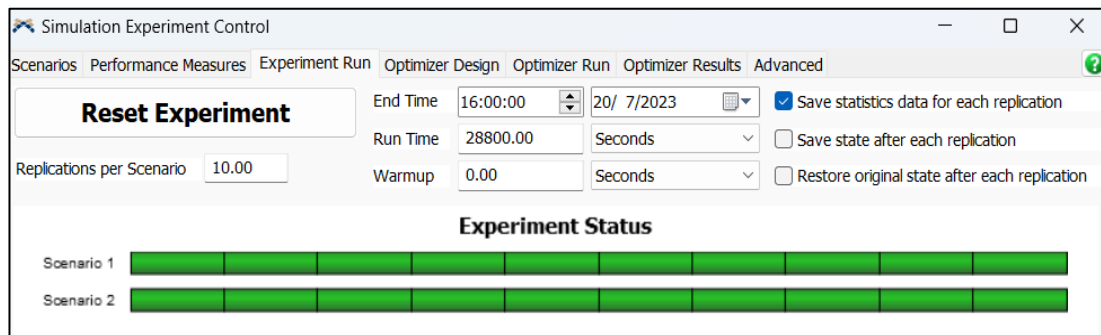 Simulation Experiment Control
Scenarios Performance Measures Experiment Run Optimizer Design Optimizer Run Optimizer Results Advanced ?
Reset Experiment
End Time 16:00:00 20/ 7/2023 Save statistics data for each replication
Run Time 28800.00 Seconds Save state after each replication
Replications per Scenario 10.00
Warmup 0.00 Seconds Restore original state after each replication
Experiment Status
Scenario 1
Scenario 2